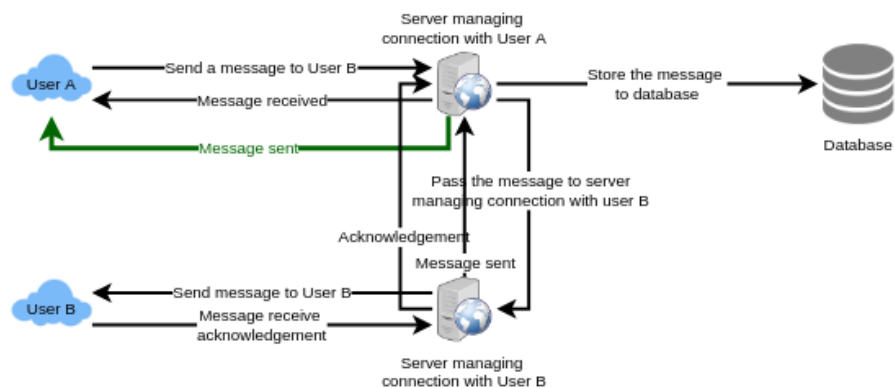 Server managing
connection with User A
User A
Send a message to User B
Message received
Message sent
Store the message
to database
Database
Pass the message to server
managing connection with user B
Acknowledgement
Message sent
User B
Send message to User B
Message receive
acknowledgement
Server managing
connection with User B